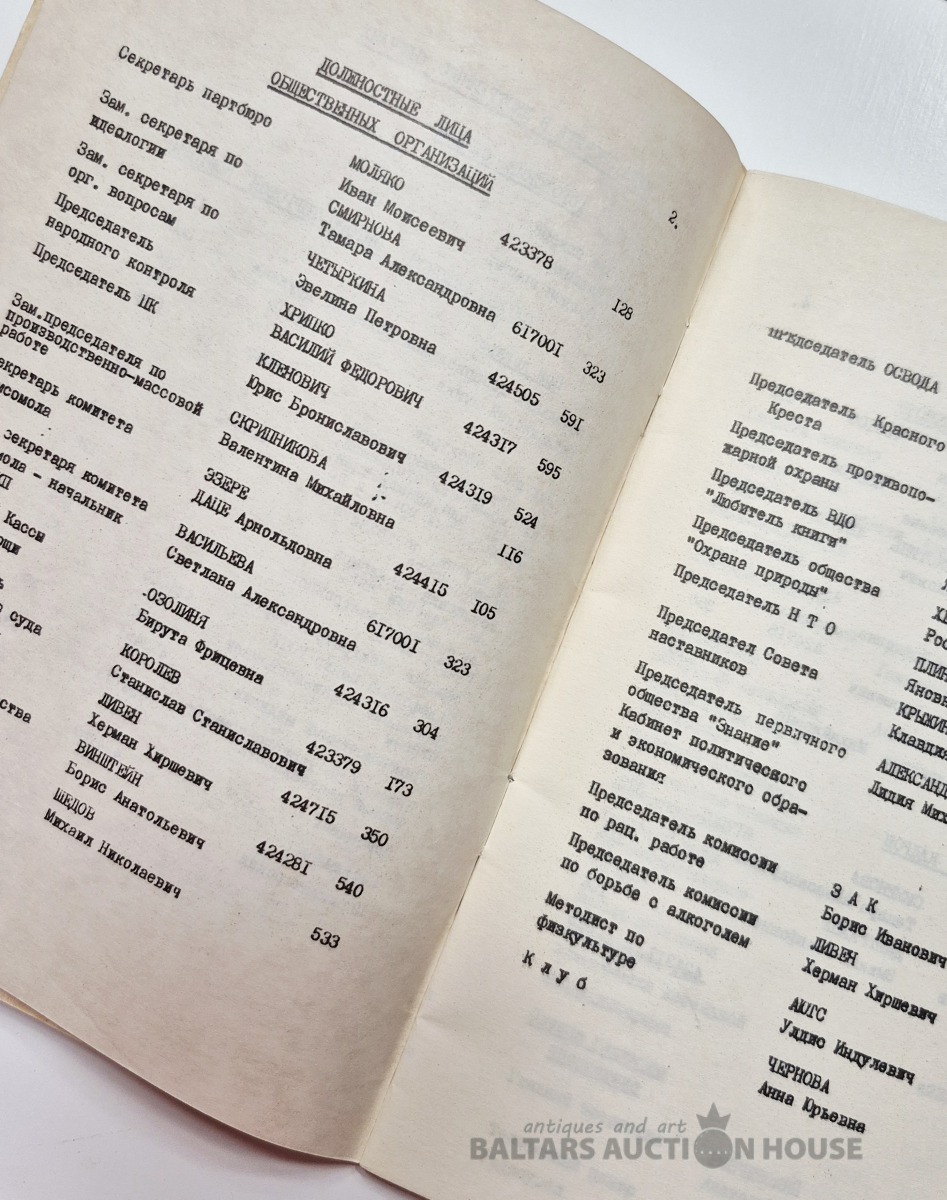 ДОЛЖНОСТНЫЕ ЛИЦА
ОБЩЕСТВЕННЫХ ОРГАНИЗАЦИЙ
2.
Секретарь партбюро
МОЛЯКО
Иван Моисеевич 423378 128
Зам. секретаря по
идеологии
СМИРНОВА
Тамара Александровна 617001 323
Зам. секретаря по
орг. вопросам
ЧЕТЫРКИНА
Эвелина Петровна 424505 591
Председатель
народного контроля
ХРИПКО
ВАСИЛИЙ ФЕДОРОВИЧ 424317 595
Председатель ЦК
КЛЕНОВИЧ
Юрис Брониславович 424319 524
Зам.председателя по
производственно-массовой
работе
СКРИПНИКОВА
Валентина Михайловна 116
комитета
ЭЗЕРЕ
ДАЦЕ Арнольдовна 424415 105
секретаря комитета
- начальник
ВАСИЛЬЕВА
Светлана Александровна 617001 323
Кассы
.ОЗОЛИНЯ
Бирута Фрицевна 424316 304
суда
КОРОЛЕВ
Станислав Станиславович 423379 173
ЛИВЕН
Херман Хиршевич 424715 350
ВИНШТЕЙН
Борис Анатольевич 424281 540
ШЕДОВ
Михаил Николаевич 533
Председатель ОСВОДА
Председатель Красного
Креста
Председатель противопо-
жарной охраны
Председатель ВДО
"Любитель книги"
Председатель общества
"Охрана природы"
Председатель Н Т О
Председател Совета
наставников
Председатель первичного
общества "Знание"
Кабинет политического
и экономического обра-
зования
Председатель комиссии
по рац. работе
Председатель комиссии
по борьбе с алкоголем
Методист по
физкультуре
К л у б
Лидия
З А К
Борис Иванович
ЛИВЕН
Херман Хиршевич
Улдис Индулевич
ЧЕРНОВА
Анна Юрьевна
antiques and art
BALTARS AUCTION HOUSE